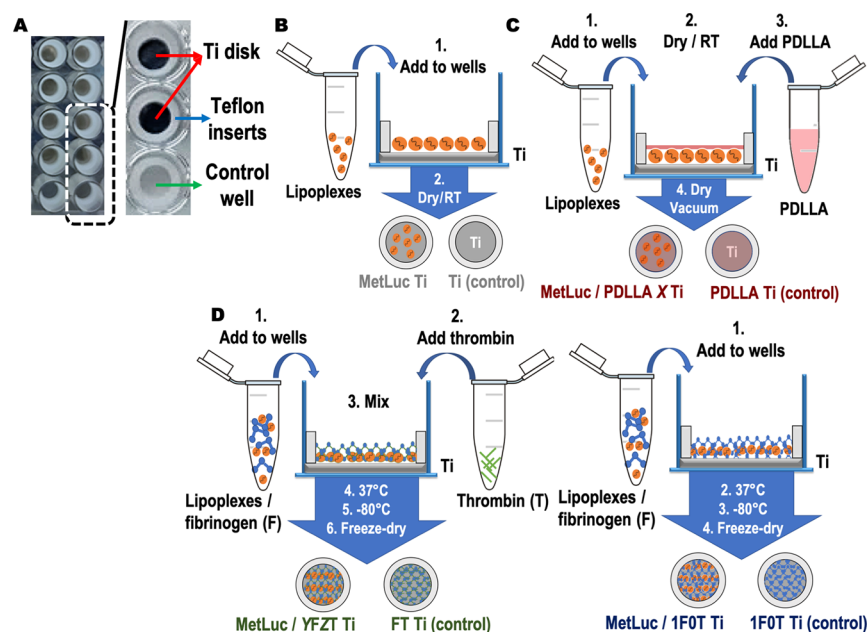 A
Ti disk
Teflon
inserts
Control
well
B
1.
Add to wells
Lipoplexes
Ti
2.
Dry/RT
Ti
MetLuc Ti
Ti (control)
C
1.
Add to wells
2.
Dry / RT
3.
Add PDLLA
Lipoplexes
Ti
PDLLA
4. Dry
Vacuum
Ti
MetLuc / PDLLA X Ti
PDLLA Ti (control)
D
1.
Add to wells
2.
Add thrombin
3. Mix
Ti
Lipoplexes /
fibrinogen (F)
Thrombin (T)
4. 37°C
5. -80°C
6. Freeze-dry
MetLuc / YFZT Ti
FT Ti (control)
1.
Add to wells
Ti
Lipoplexes /
fibrinogen (F)
2. 37°C
3. -80°C
4. Freeze-dry
MetLuc / 1F0T Ti
1F0T Ti (control)